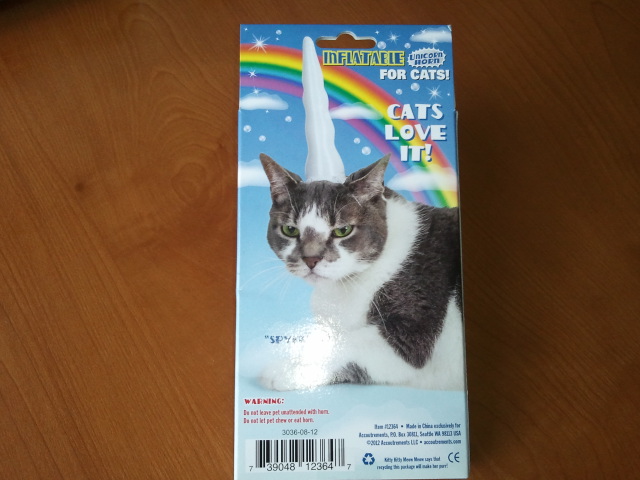 INFLATABLE UNICORN HORN
FOR CATS!
CATS
LOVE
IT!
WARNING:
Do not leave pet unattended with horn.
Do not let pet chew or eat horn.
3036-08-12
7 39048 12364 7
Item #12364 • Made in China exclusively for
Accoutrements, P.O. Box 30811, Seattle WA 98113 USA
©2012 Accoutrements LLC • accoutrements.com
Kitty Kitty Meow Meow says that
recycling this package will make her purr!
CE